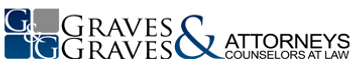 G & G
GRAVES & ATTORNEYS
GRAVES COUNSELORS AT LAW